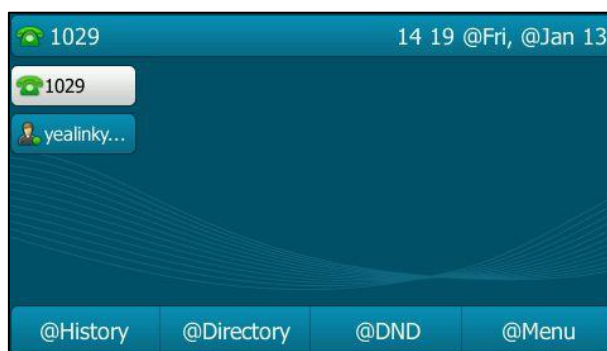 1029 14 19 @Fri, @Jan 13
1029
yealinky...
@History @Directory @DND @Menu